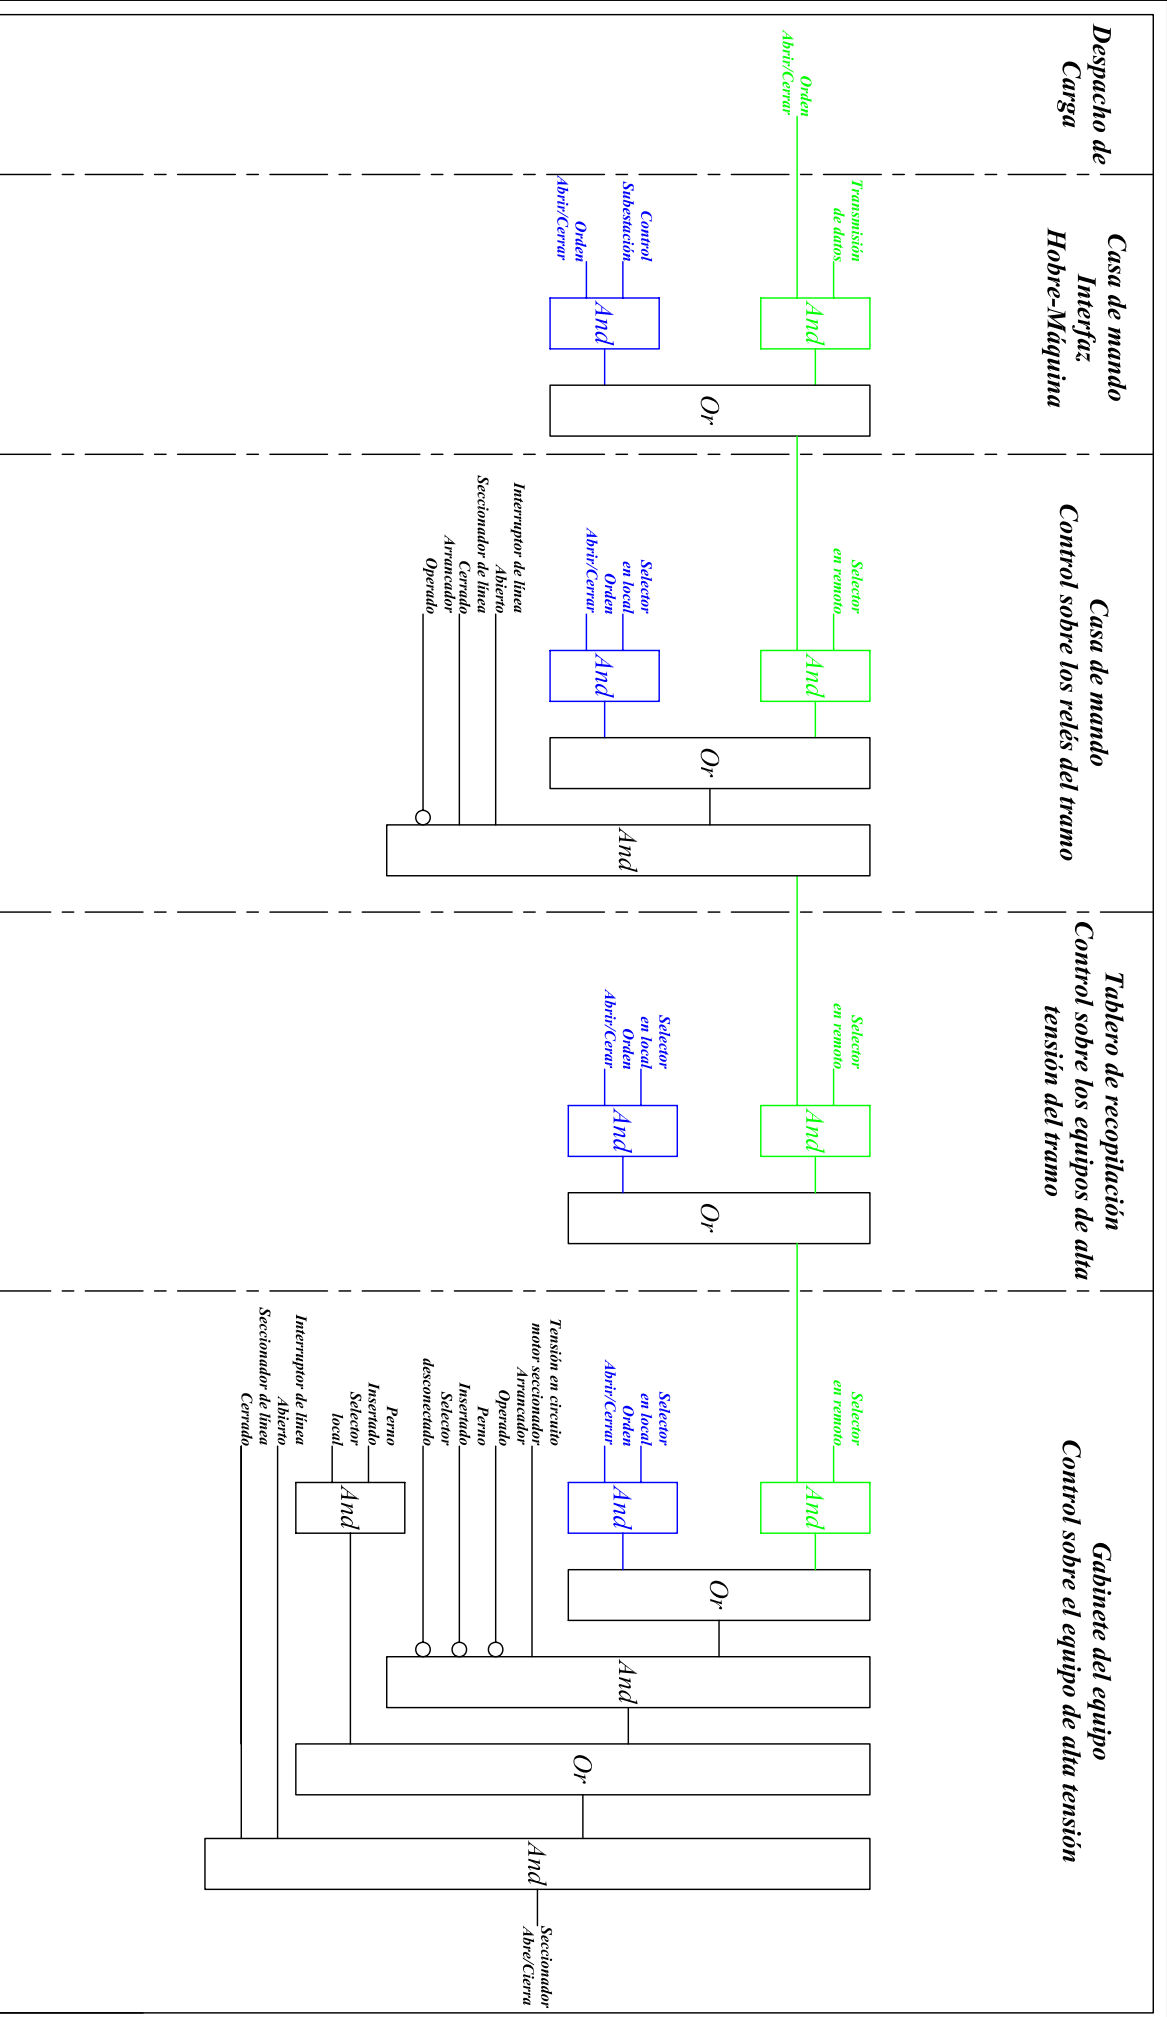 Despacho de
Carga
Orden
Abrir/Cerrar
Casa de mando
Interfaz
Hobre-Máquina
Transmisión
de datos
And
Control
Subestación
Orden
Abrir/Cerrar
And
Or
Casa de mando
Control sobre los relés del tramo
Selector
en remoto
And
Selector
en local
Orden
Abrir/Cerrar
And
Or
Interruptor de línea
Abierto
Seccionador de línea
Cerrado
Arrancador
Operado
And
Tablero de recopilación
Control sobre los equipos de alta
tensión del tramo
Selector
en remoto
And
Selector
en local
Orden
Abrir/Cerar
And
Or
Gabinete del equipo
Control sobre el equipo de alta tensión
Selector
en remoto
And
Selector
en local
Orden
Abrir/Cerrar
And
Or
Tensión en circuito
motor seccionador
Arrancador
Operado
Perno
Insertado
Selector
desconectado
And
Perno
Insertado
Selector
local
And
Or
Interruptor de línea
Abierto
Seccionador de línea
Cerrado
And
Seccionador
Abre/Cierra